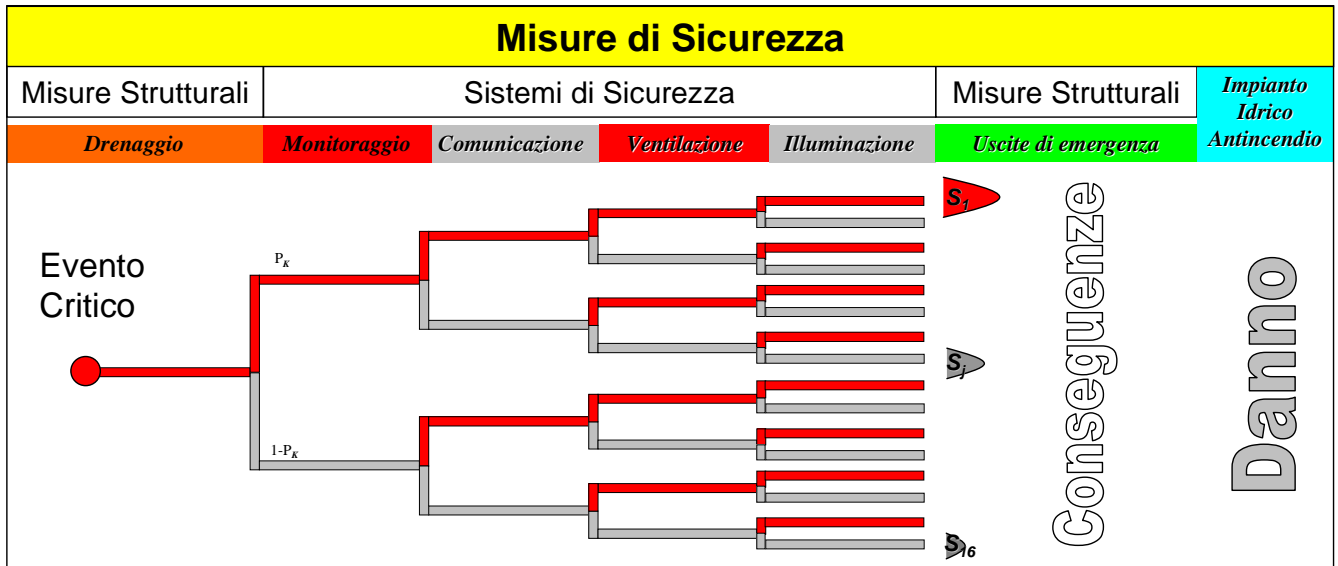 Misure di Sicurezza
Misure Strutturali
Sistemi di Sicurezza
Misure Strutturali
Impianto
Idrico
Antincendio
Drenaggio
Monitoraggio
Comunicazione
Ventilazione
Illuminazione
Uscite di emergenza
Evento
Critico
P_K
1-P_K
S_1
S_j
S_16
Conseguenze
Danno